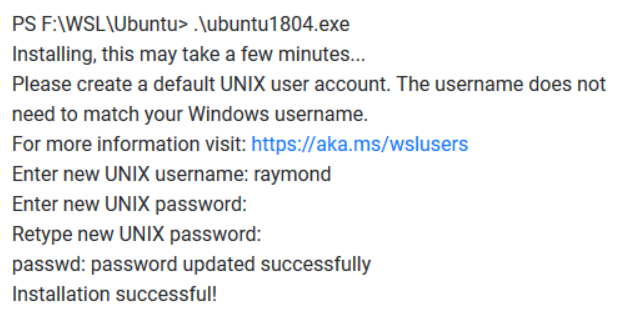 PS F:\WSL\Ubuntu> .\ubuntu1804.exe
Installing, this may take a few minutes...
Please create a default UNIX user account. The username does not
need to match your Windows username.
For more information visit: https://aka.ms/wslusers
Enter new UNIX username: raymond
Enter new UNIX password:
Retype new UNIX password:
passwd: password updated successfully
Installation successful!